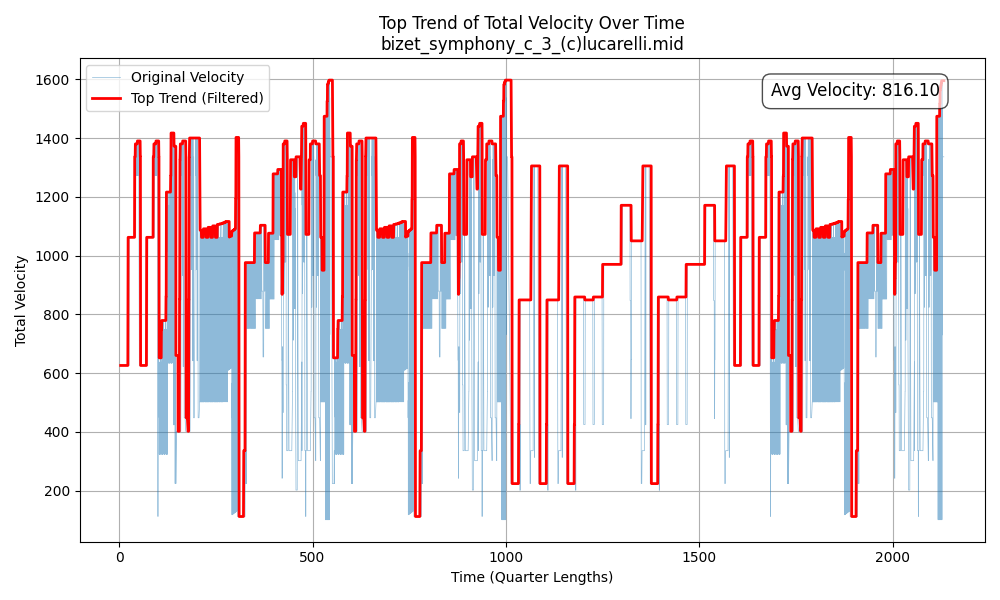 Top Trend of Total Velocity Over Time
bizet_symphony_c_3_(c)lucarelli.mid
Original Velocity
Top Trend (Filtered)
Avg Velocity: 816.10
Total Velocity
1600
1400
1200
1000
800
600
400
200
0
500
1000
1500
2000
Time (Quarter Lengths)